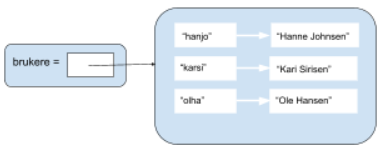 "hanjo" "Hanne Johnsen"
brukere =
"karsi" "Kari Sirisen"
"olha" "Ole Hansen"